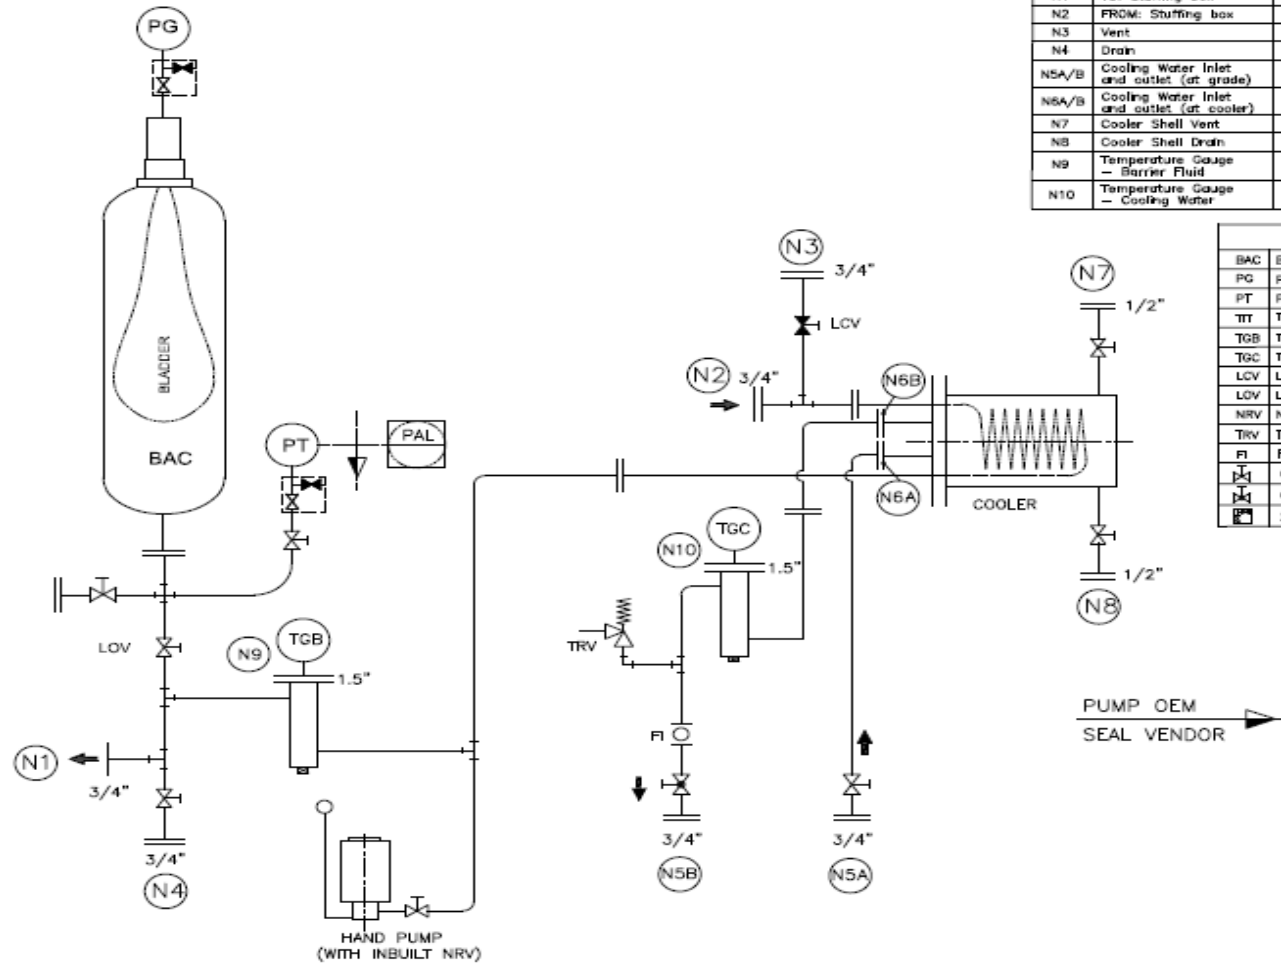 PG
BLADDER
BAC
PT
PAL
LOV
N9
TGB
1.5"
N1
3/4"
3/4"
N4
HAND PUMP
(WITH INBUILT NRV)
N3
3/4"
LCV
N2
3/4"
N6B
N6A
COOLER
N7
1/2"
1/2"
N8
N10
TGC
1.5"
TRV
FI
3/4"
N5B
3/4"
N5A
PUMP OEM
SEAL VENDOR
N2 FROM: Stuffing box
N3 Vent
N4 Drain
N5A/B Cooling Water Inlet
and outlet (at grade)
N6A/B Cooling Water Inlet
and outlet (at cooler)
N7 Cooler Shell Vent
N8 Cooler Shell Drain
N9 Temperature Gauge
– Barrier Fluid
N10 Temperature Gauge
– Cooling Water
BAC
PG
PT
TIT
TGB
TGC
LCV
LOV
NRV
TRV
FI